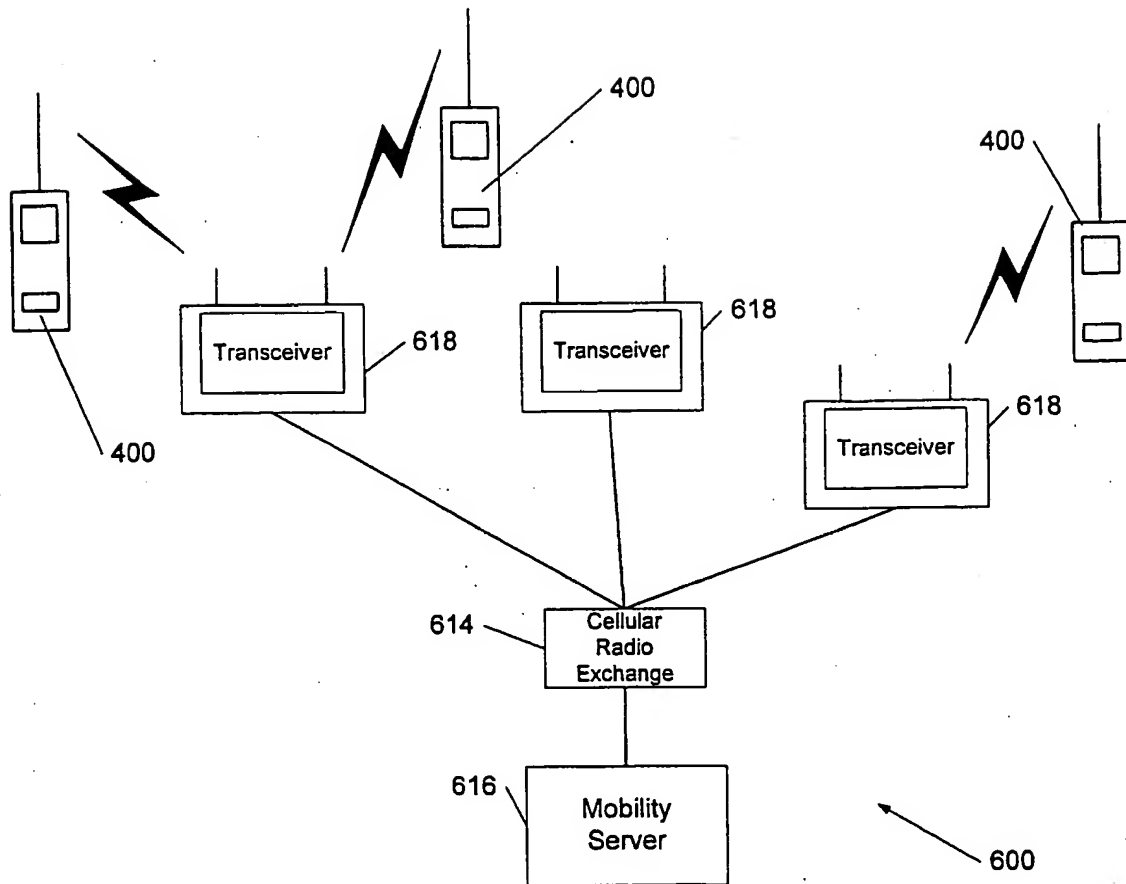 400
400
618
Transceiver
618
Transceiver
400
618
Transceiver
400
614
Cellular
Radio
Exchange
616
Mobility
Server
600